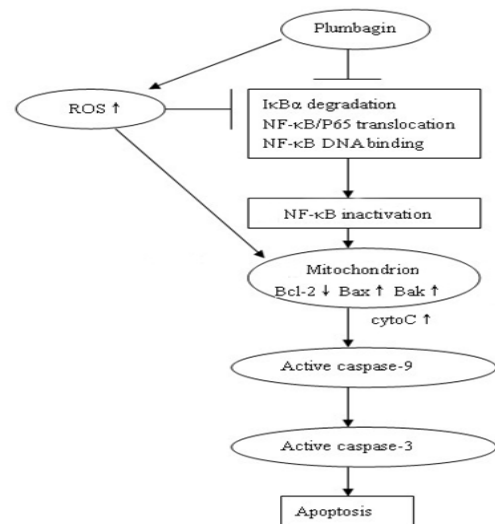 Plumbagin
ROS ↑
IκBα degradation
NF-κB/P65 translocation
NF-κB DNA binding
NF-κB inactivation
Mitochondrion
Bcl-2 ↓ Bax ↑ Bak ↑
cytoC ↑
Active caspase-9
Active caspase-3
Apoptosis